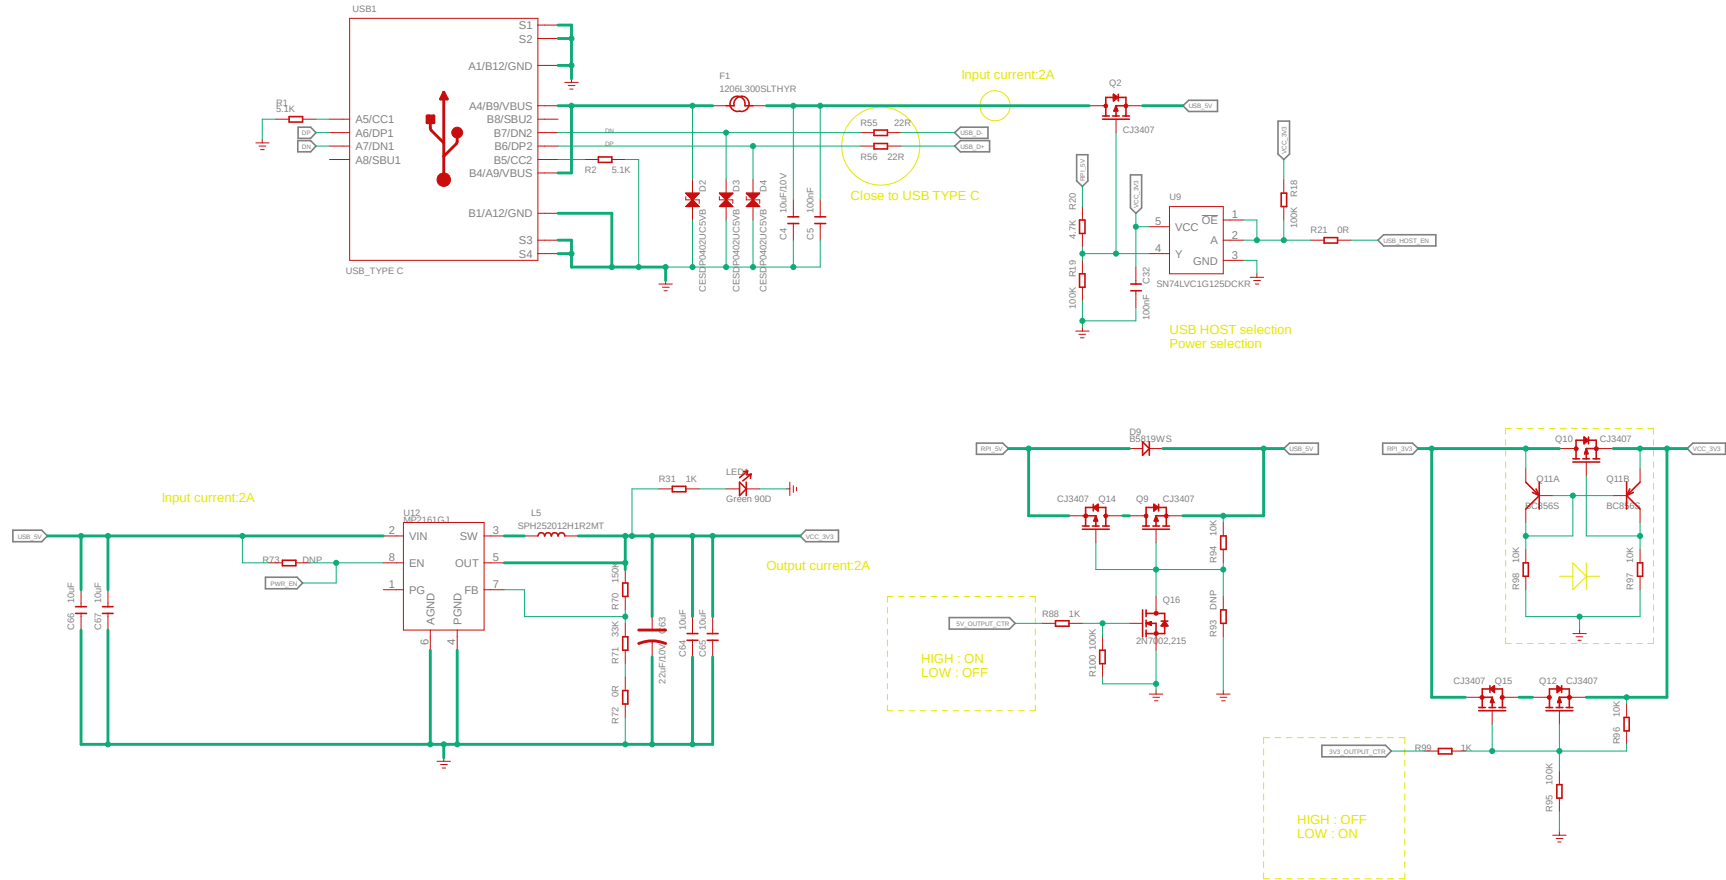 USB1
S1
S2
A1/B12/GND
A4/B9/VBUS
B8/SBU2
B7/DN2
B6/DP2
B5/CC2
B4/A9/VBUS
B1/A12/GND
S3
S4
A5/CC1
A6/DP1
A7/DN1
A8/SBU1
USB_TYPE C
R1
5.1K
DP
DN
F1
1206L300SLTHYR
DN
DP
R2 5.1K
D2
CESDP0402UC5VB
D3
CESDP0402UC5VB
D4
CESDP0402UC5VB
C4 10uF/10V
C5 100nF
R55 22R
R56 22R
USB_D-
USB_D+
Close to USB TYPE C
Input current:2A
Q2
CJ3407
USB_5V
RPI_5V
R20
4.7K
R19
100K
VCC_3V3
C32
100nF
U9
5 VCC
4 Y
OE 1
A 2
GND 3
SN74LVC1G125DCKR
VCC_3V3
R18
100K
R21 0R
USB_HOST_EN
USB HOST selection
Power selection
Input current:2A
USB_5V
C66 10uF
C67 10uF
R73 DNP
PWR_EN
U12
MP2161GJ
2 VIN
8 EN
1 PG
SW 3
OUT 5
FB 7
AGND 6
PGND 4
L5
SPH252012H1R2MT
R31 1K
LED1
Green 90D
VCC_3V3
Output current:2A
R70 150K
R71 33K
R72 0R
C63
22uF/10V
C64 10uF
C65 10uF
RPI_5V
D9
B5819WS
USB_5V
CJ3407 Q14
Q9 CJ3407
R94 10K
R93 DNP
Q16
2N7002,215
5V_OUTPUT_CTR
R88 1K
R100 100K
HIGH : ON
LOW : OFF
RPI_3V3
Q10 CJ3407
VCC_3V3
Q11A
BC856S
Q11B
BC856S
R98 10K
R97 10K
CJ3407 Q15
Q12 CJ3407
R96 10K
3V3_OUTPUT_CTR
R99 1K
R95 100K
HIGH : OFF
LOW : ON